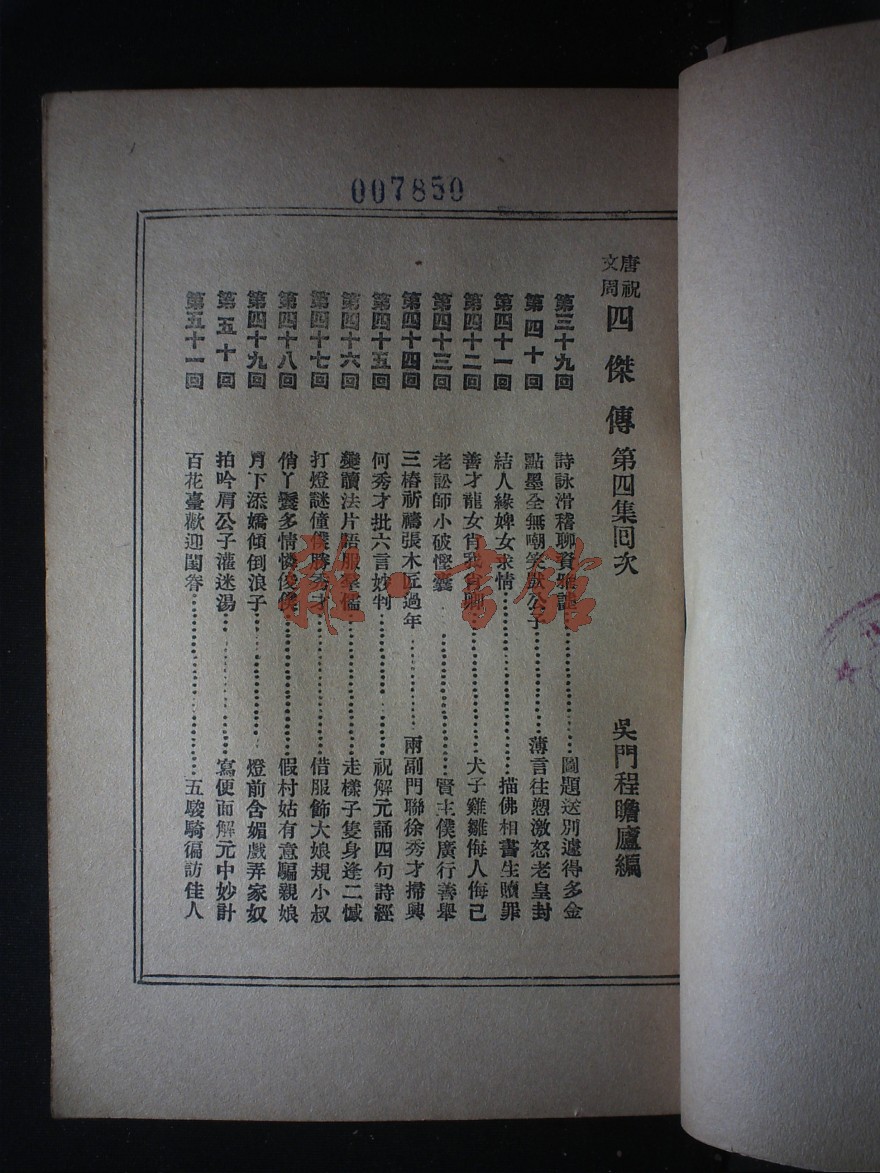 007850
唐祝文周四傑傳第四集回次 吳門程瞻廬編
第三十九回 詩詠滑稽聊資雅謔 圖題送別遽得多金
第四十回 點墨全無嘲笑獃公子 薄言往愬激怒老皇封
第四十一回 結人緣婢女求情 描佛相書生贖罪
第四十二回 善才龍女肖我肖卿 犬子雞雛侮人侮己
第四十三回 老訟師小破慳囊 賢主僕廣行善舉
第四十四回 三樁祈禱張木匠過年 兩副門聯徐秀才掃興
第四十五回 何秀才批六言妙判 祝解元誦四句詩經
第四十六回 變讀法片語服羣儒 走樣子隻身逢二憾
第四十七回 打燈謎僮僕勝秀才 借服飾大娘規小叔
第四十八回 俏丫鬟多情憐俊僕 假村姑有意騙親娘
第四十九回 月下添嬌傾倒浪子 燈前含媚戲弄家奴
第五十回 拍吟肩公子灌迷湯 寫便面解元中妙計
第五十一回 百花臺歡迎閨眷 五駿騎徧訪佳人
雜·書館